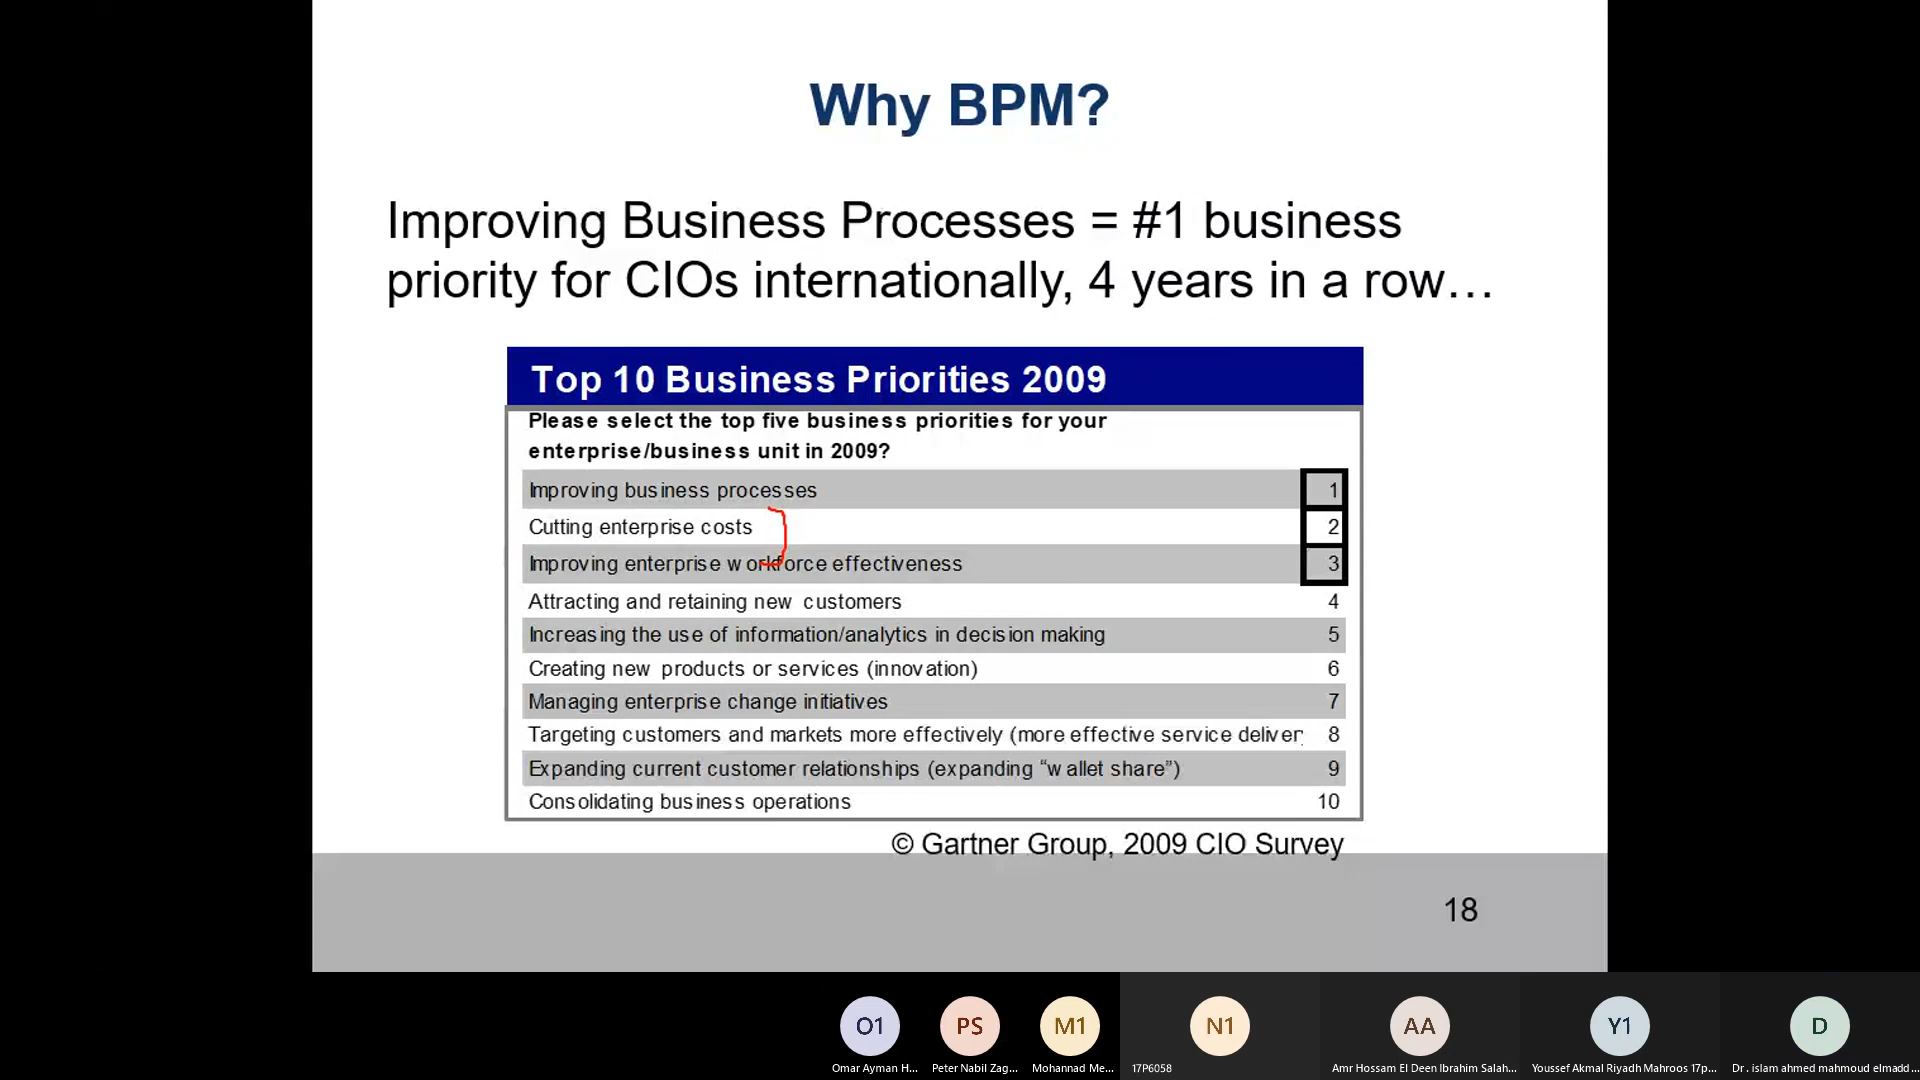 Why BPM?
Improving Business Processes = #1 business
priority for CIOs internationally, 4 years in a row…
Top 10 Business Priorities 2009
Please select the top five business priorities for your
enterprise/business unit in 2009?
Improving business processes 1
Cutting enterprise costs 2
Improving enterprise workforce effectiveness 3
Attracting and retaining new customers 4
Increasing the use of information/analytics in decision making 5
Creating new products or services (innovation) 6
Managing enterprise change initiatives 7
Targeting customers and markets more effectively (more effective service deliver 8
Expanding current customer relationships (expanding “wallet share”) 9
Consolidating business operations 10
© Gartner Group, 2009 CIO Survey
18
O1 PS M1 N1 AA Y1 D
Omar Ayman H... Peter Nabil Zag... Mohannad Me... 17P6058 Amr Hossam El Deen Ibrahim Salah... Youssef Akmal Riyadh Mahroos 17p... Dr. islam ahmed mahmoud elmadd...